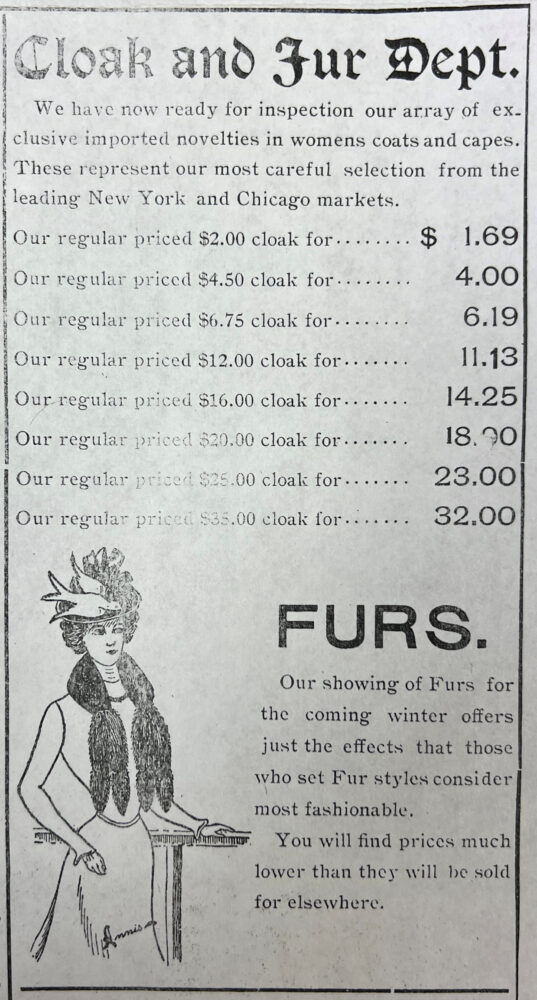 Cloak and Fur Dept.
We have now ready for inspection our array of ex-
clusive imported novelties in womens coats and capes.
These represent our most careful selection from the
leading New York and Chicago markets.
Our regular priced $2.00 cloak for........ $ 1.69
Our regular priced $4.50 cloak for........ 4.00
Our regular priced $6.75 cloak for........ 6.19
Our regular priced $12.00 cloak for....... 11.13
Our regular priced $16.00 cloak for....... 14.25
Our regular priced $20.00 cloak for.......
Our regular priced $25.00 cloak for....... 23.00
Our regular priced $35.00 cloak for....... 32.00
FURS.
Our showing of Furs for
the coming winter offers
just the effects that those
who set Fur styles consider
most fashionable.
You will find prices much
lower than they will be sold
for elsewhere.
Annis